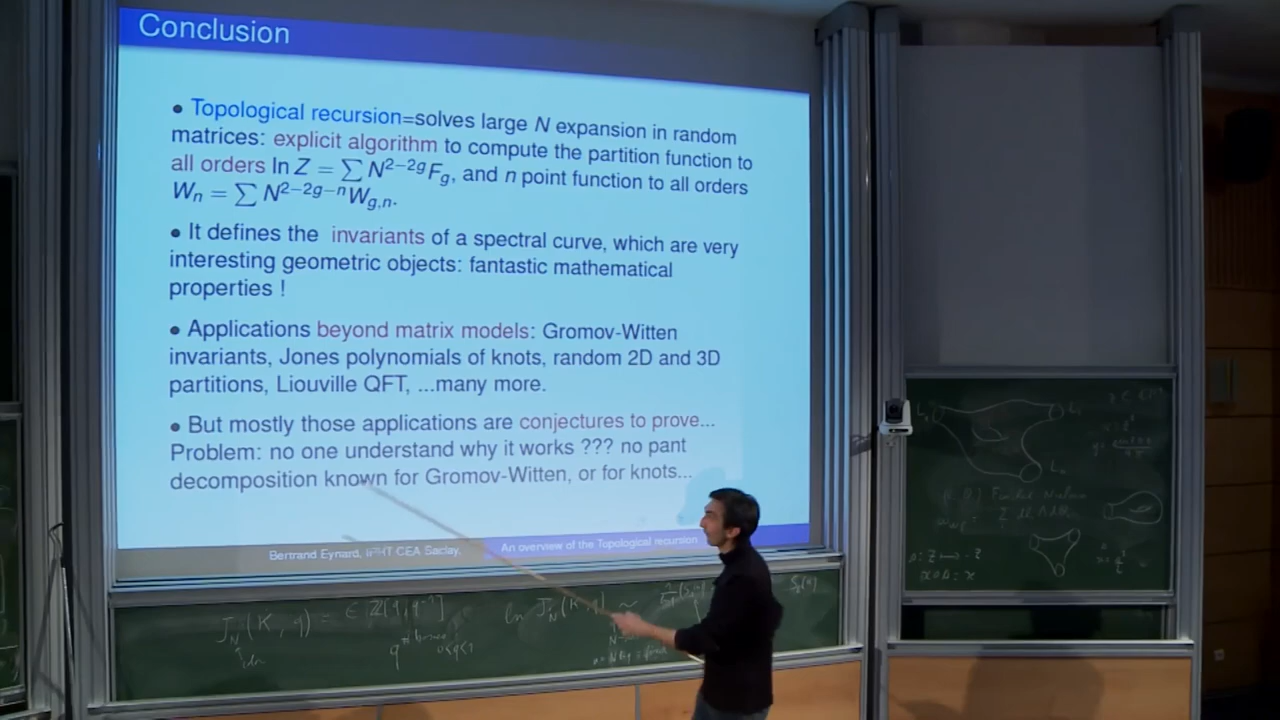 Conclusion
• Topological recursion=solves large N expansion in random
matrices: explicit algorithm to compute the partition function to
all orders ln Z = ∑ N^{2−2g} F_g, and n point function to all orders
W_n = ∑ N^{2−2g−n} W_{g,n}.
• It defines the invariants of a spectral curve, which are very
interesting geometric objects: fantastic mathematical
properties !
• Applications beyond matrix models: Gromov-Witten
invariants, Jones polynomials of knots, random 2D and 3D
partitions, Liouville QFT, ...many more.
• But mostly those applications are conjectures to prove...
Problem: no one understand why it works ??? no pant
decomposition known for Gromov-Witten, or for knots...
Bertrand Eynard, IPHT CEA Saclay, An overview of the Topological recursion
J_N(K, q) = ∈ ℤ[q, q^{-1}]
ln J_N(K, q) ~